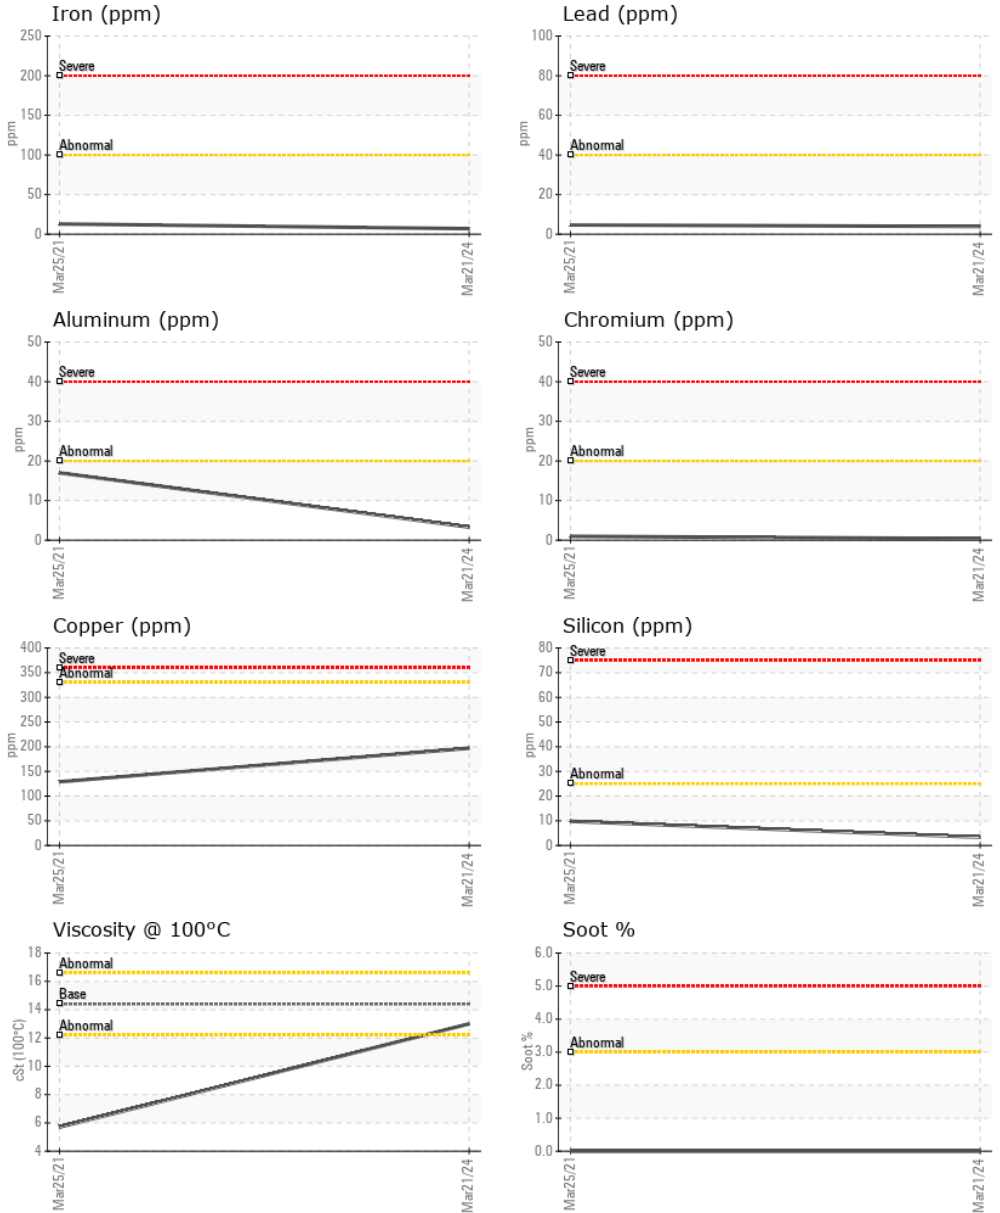 Iron (ppm)
250
200
150
100
50
0
ppm
Severe
Abnormal
Mar25/21
Mar21/24
Lead (ppm)
100
80
60
40
20
0
ppm
Severe
Abnormal
Mar25/21
Mar21/24
Aluminum (ppm)
50
40
30
20
10
0
ppm
Severe
Abnormal
Mar25/21
Mar21/24
Chromium (ppm)
50
40
30
20
10
0
ppm
Severe
Abnormal
Mar25/21
Mar21/24
Copper (ppm)
400
350
300
250
200
150
100
50
0
ppm
Severe
Abnormal
Mar25/21
Mar21/24
Silicon (ppm)
80
70
60
50
40
30
20
10
0
ppm
Severe
Abnormal
Mar25/21
Mar21/24
Viscosity @ 100°C
18
16
14
12
10
8
6
4
cSt (100°C)
Abnormal
Base
Abnormal
Mar25/21
Mar21/24
Soot %
6.0
5.0
4.0
3.0
2.0
1.0
0.0
Soot %
Severe
Abnormal
Mar25/21
Mar21/24